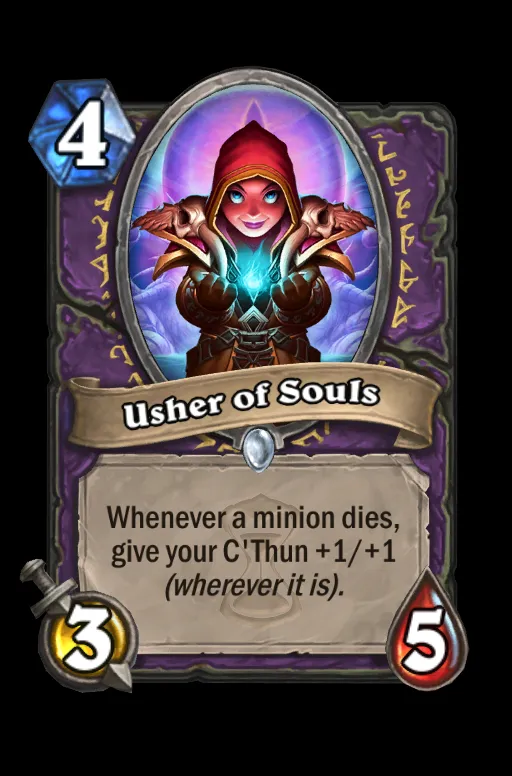 4
Usher of Souls
Whenever a minion dies,
give your C'Thun +1/+1
(wherever it is).
3
5